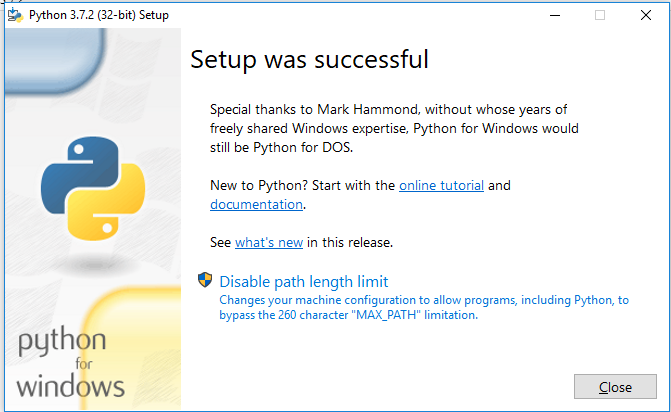 Python 3.7.2 (32-bit) Setup
Setup was successful
Special thanks to Mark Hammond, without whose years of
freely shared Windows expertise, Python for Windows would
still be Python for DOS.
New to Python? Start with the online tutorial and
documentation.
See what's new in this release.
Disable path length limit
Changes your machine configuration to allow programs, including Python, to
bypass the 260 character "MAX_PATH" limitation.
python
for
windows
Close